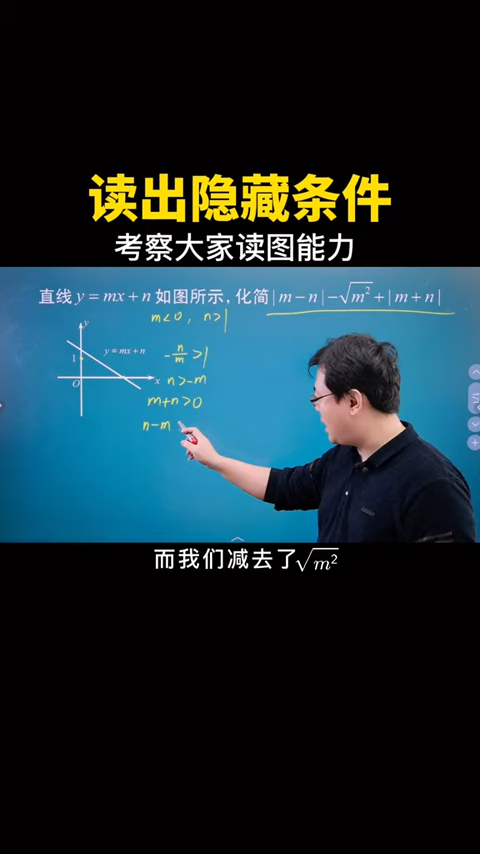 读出隐藏条件
考察大家读图能力
直线 y = mx + n 如图所示, 化简 |m − n| − √m² + |m + n|
m<0, n>1
y
y = mx + n
1
O
x
-n/m >1
n>-m
m+n>0
n-m
而我们减去了√m²